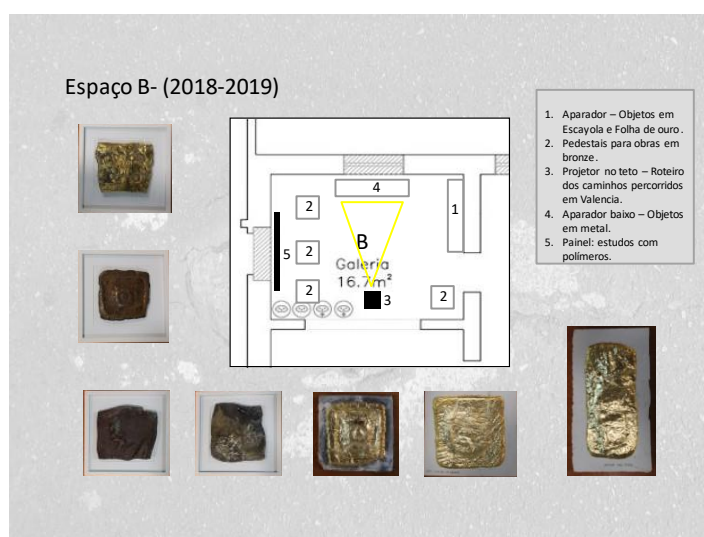 Espaço B- (2018-2019)
1. Aparador – Objetos em
Escayola e Folha de ouro.
2. Pedestais para obras em
bronze.
3. Projetor no teto – Roteiro
dos caminhos percorridos
em Valencia.
4. Aparador baixo – Objetos
em metal.
5. Painel: estudos com
polímeros.
4
2
1
B
2
5
Galeria
16.7m²
2
3
2